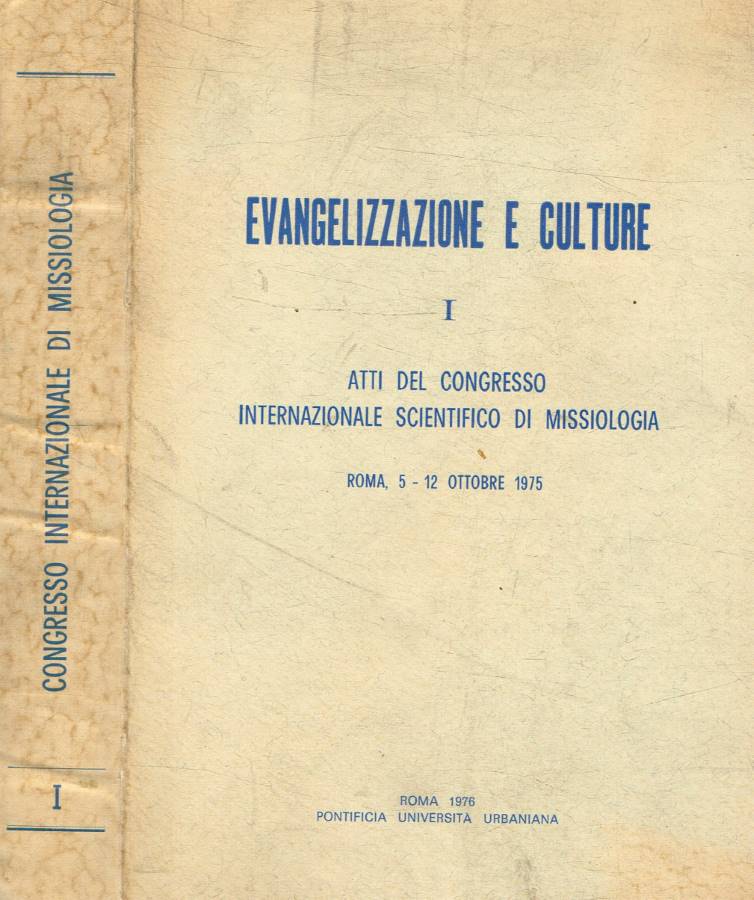 CONGRESSO INTERNAZIONALE DI MISSIOLOGIA
I
EVANGELIZZAZIONE E CULTURE
I
ATTI DEL CONGRESSO
INTERNAZIONALE SCIENTIFICO DI MISSIOLOGIA
ROMA, 5 - 12 OTTOBRE 1975
ROMA 1976
PONTIFICIA UNIVERSITA URBANIANA